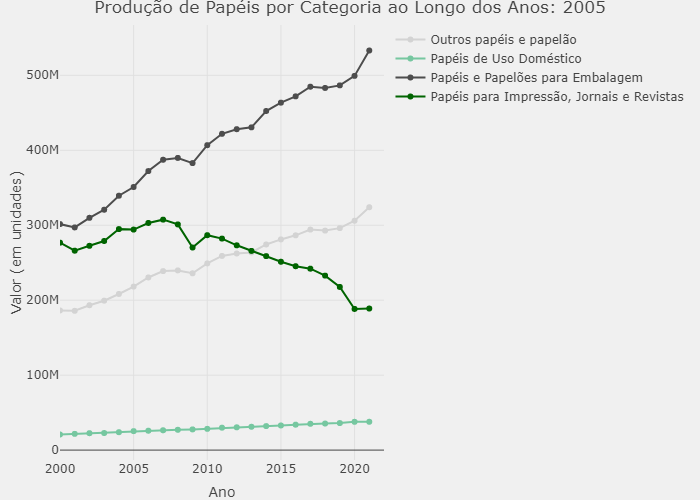 Produção de Papéis por Categoria ao Longo dos Anos: 2005
Outros papéis e papelão
Papéis de Uso Doméstico
Papéis e Papelões para Embalagem
Papéis para Impressão, Jornais e Revistas
Valor (em unidades)
500M
400M
300M
200M
100M
0
2000 2005 2010 2015 2020
Ano